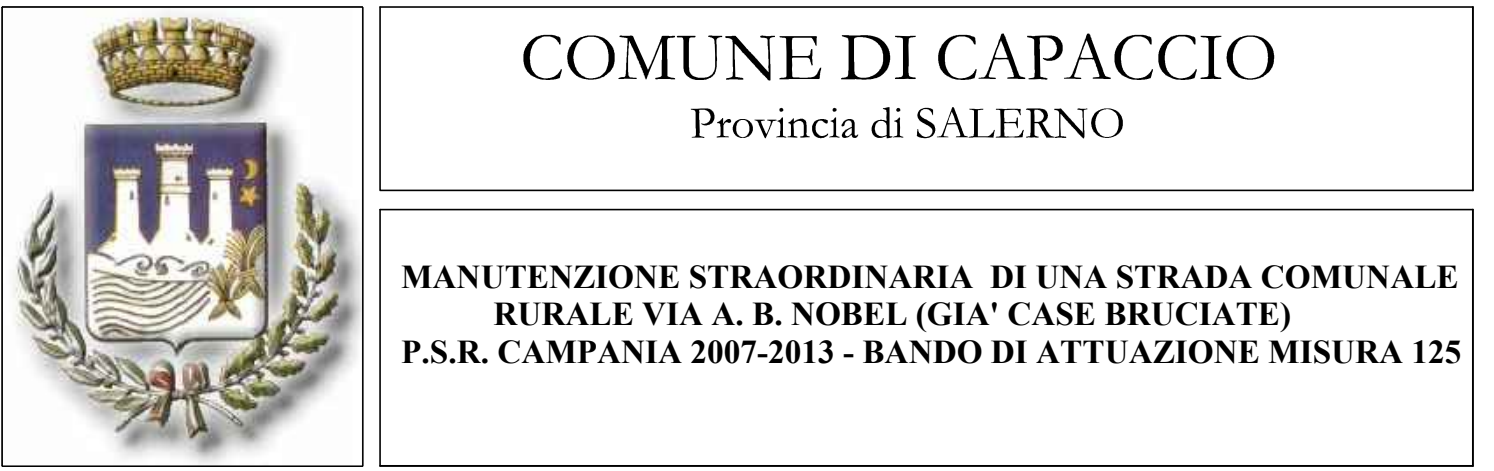 COMUNE DI CAPACCIO
Provincia di SALERNO
MANUTENZIONE STRAORDINARIA DI UNA STRADA COMUNALE
RURALE VIA A. B. NOBEL (GIA' CASE BRUCIATE)
P.S.R. CAMPANIA 2007-2013 - BANDO DI ATTUAZIONE MISURA 125